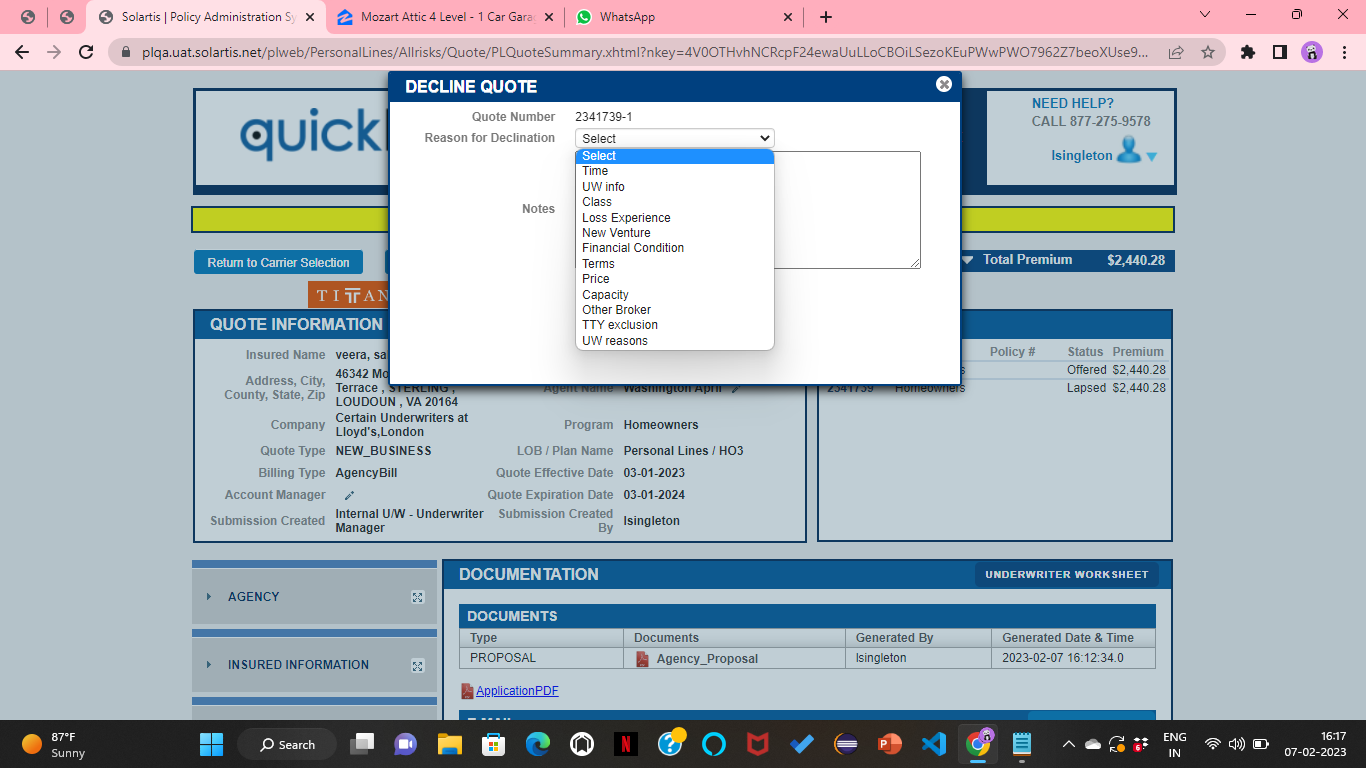 Solartis | Policy Administration Sy
Mozart Attic 4 Level - 1 Car Garag
WhatsApp
plqa.uat.solartis.net/plweb/PersonalLines/Allrisks/Quote/PLQuoteSummary.xhtml?nkey=4V0OTHvhNCRcpF24ewaUuLLoCBOiLSezoKEuPWwPWO7962Z7beoXUse9...
DECLINE QUOTE
Quote Number 2341739-1
Reason for Declination Select
Select
Time
UW info
Class
Loss Experience
New Venture
Financial Condition
Terms
Price
Capacity
Other Broker
TTY exclusion
UW reasons
Notes
quick
NEED HELP?
CALL 877-275-9578
lsingleton
Return to Carrier Selection
Total Premium $2,440.28
TITAN
QUOTE INFORMATION
Insured Name veera, sa
Address, City, County, State, Zip
46342 Mo
Terrace , STERLING ,
LOUDOUN , VA 20164
Agent Name Washington April
Company Certain Underwriters at Lloyd's,London
Program Homeowners
Quote Type NEW_BUSINESS
LOB / Plan Name Personal Lines / HO3
Billing Type AgencyBill
Quote Effective Date 03-01-2023
Account Manager
Quote Expiration Date 03-01-2024
Submission Created Internal U/W - Underwriter Manager
Submission Created By lsingleton
Policy # Status Premium
Offered $2,440.28
2341739 Homeowners Lapsed $2,440.28
AGENCY
INSURED INFORMATION
DOCUMENTATION
UNDERWRITER WORKSHEET
DOCUMENTS
Type Documents Generated By Generated Date & Time
PROPOSAL Agency_Proposal lsingleton 2023-02-07 16:12:34.0
ApplicationPDF
87°F
Sunny
Search
ENG
IN
16:17
07-02-2023